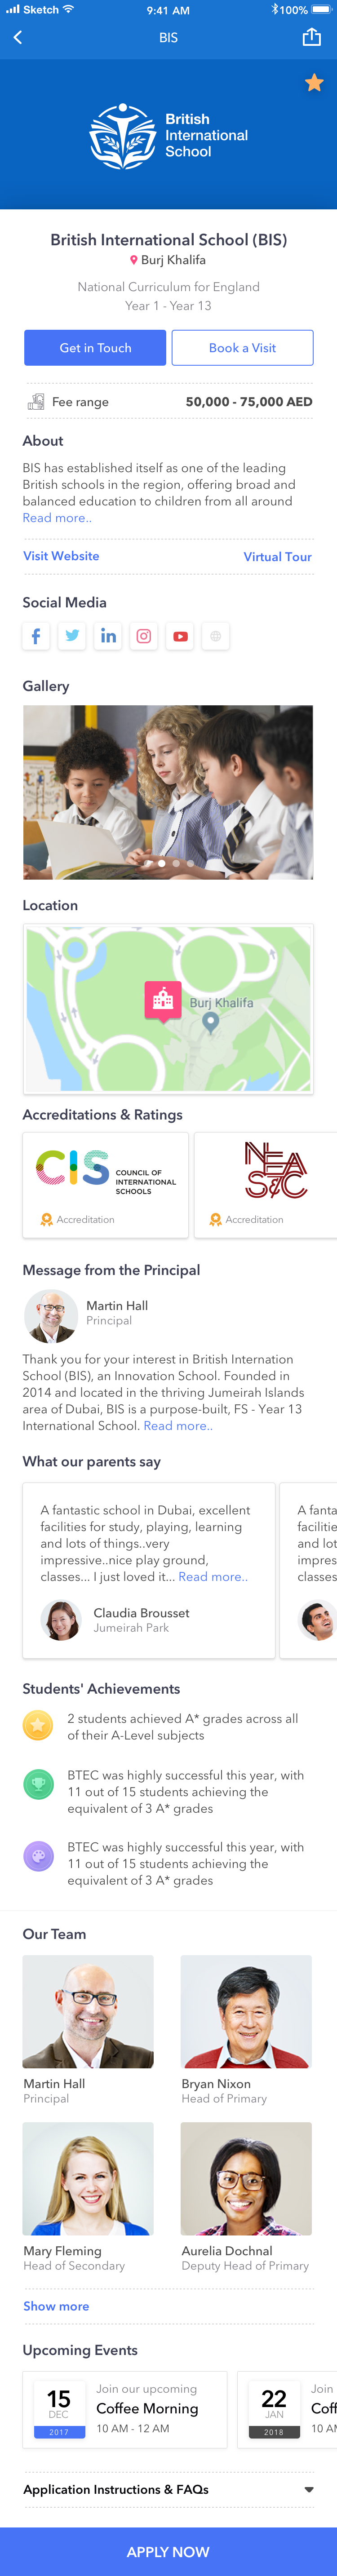 Sketch 9:41 AM 100%
BIS
British
International
School
British International School (BIS)
Burj Khalifa
National Curriculum for England
Year 1 - Year 13
Get in Touch Book a Visit
Fee range 50,000 - 75,000 AED
About
BIS has established itself as one of the leading
British schools in the region, offering broad and
balanced education to children from all around
Read more..
Visit Website Virtual Tour
Social Media
Gallery
Location
Burj Khalifa
Accreditations & Ratings
CIS COUNCIL OF
INTERNATIONAL
SCHOOLS
NEASC
Accreditation Accreditation
Message from the Principal
Martin Hall
Principal
Thank you for your interest in British Internation
School (BIS), an Innovation School. Founded in
2014 and located in the thriving Jumeirah Islands
area of Dubai, BIS is a purpose-built, FS - Year 13
International School. Read more..
What our parents say
A fantastic school in Dubai, excellent
facilities for study, playing, learning
and lots of things..very
impressive..nice play ground,
classes... I just loved it... Read more..
Claudia Brousset
Jumeirah Park
A fanta
facilitie
and lot
impres
classes
Students' Achievements
2 students achieved A* grades across all
of their A-Level subjects
BTEC was highly successful this year, with
11 out of 15 students achieving the
equivalent of 3 A* grades
BTEC was highly successful this year, with
11 out of 15 students achieving the
equivalent of 3 A* grades
Our Team
Martin Hall
Principal
Bryan Nixon
Head of Primary
Mary Fleming
Head of Secondary
Aurelia Dochnal
Deputy Head of Primary
Show more
Upcoming Events
15
DEC
2017
Join our upcoming
Coffee Morning
10 AM - 12 AM
22
JAN
2018
Join
Coff
10 AM
Application Instructions & FAQs
APPLY NOW